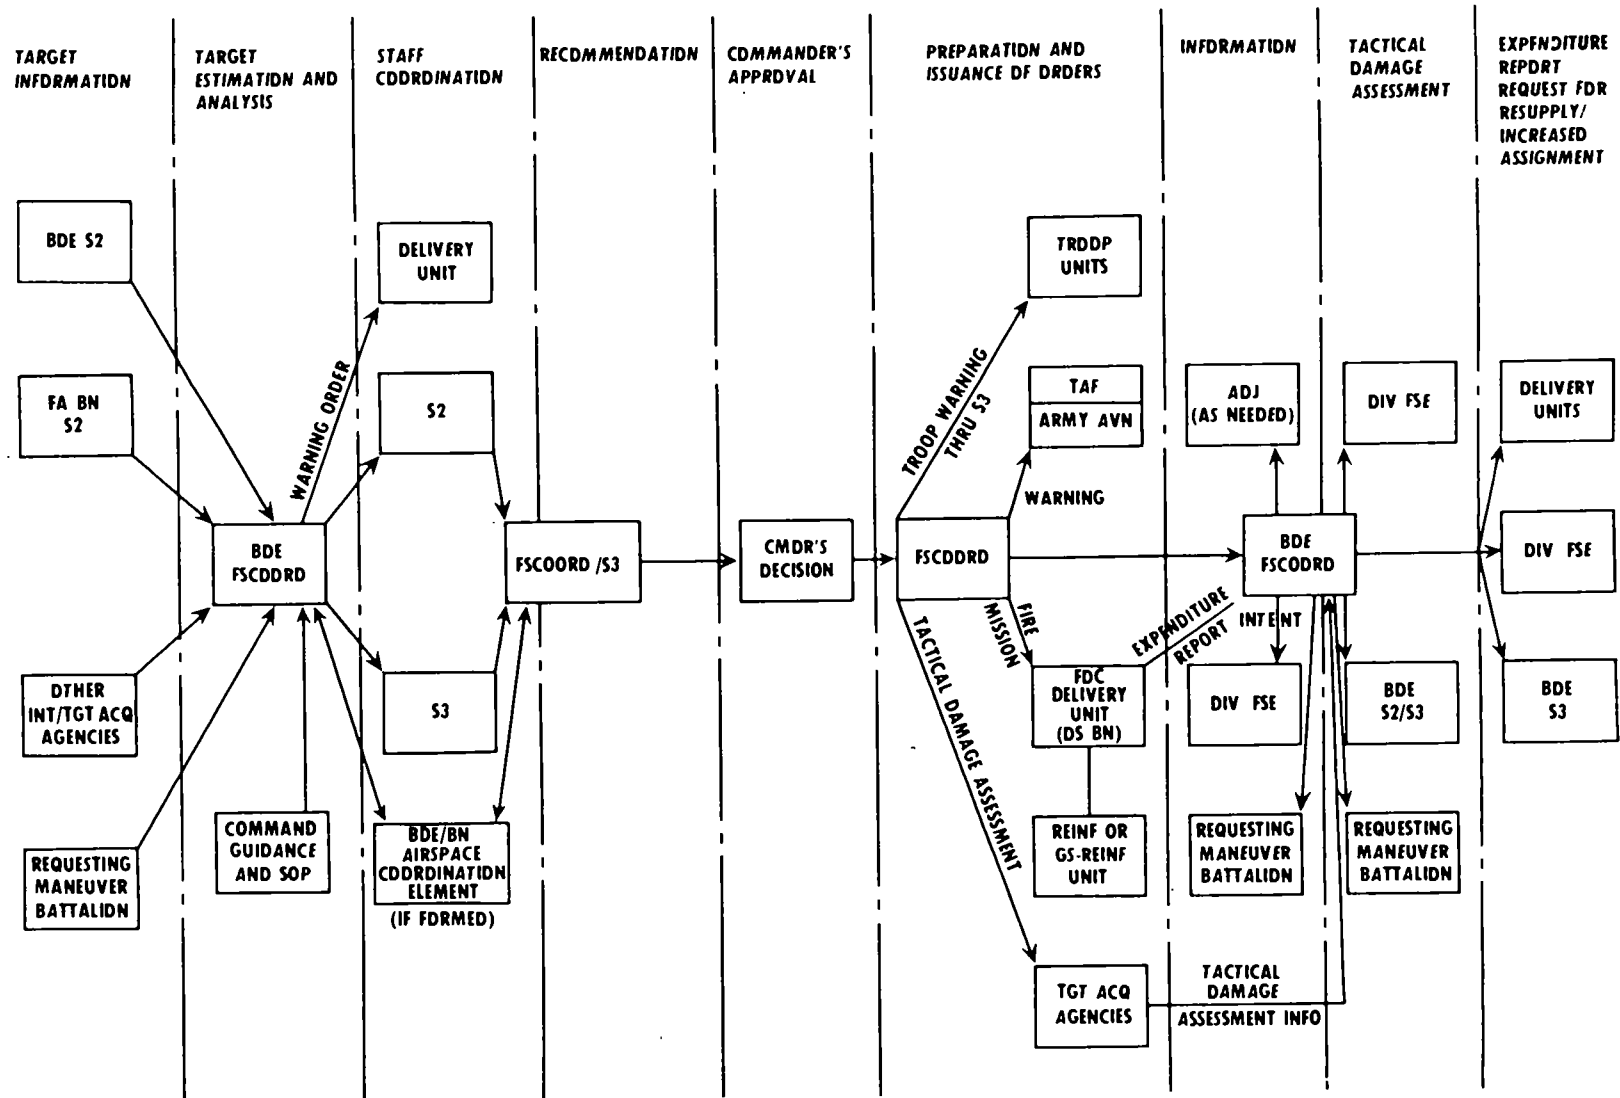 TARGET
INFORMATION
TARGET
ESTIMATION AND
ANALYSIS
STAFF
COORDINATION
RECOMMENDATION
COMMANDER'S
APPROVAL
PREPARATION AND
ISSUANCE OF ORDERS
INFORMATION
TACTICAL
DAMAGE
ASSESSMENT
EXPENDITURE
REPORT
REQUEST FOR
RESUPPLY/
INCREASED
ASSIGNMENT
BDE S2
FA BN
S2
OTHER
INT/TGT ACQ
AGENCIES
REQUESTING
MANEUVER
BATTALION
BDE
FSCOORD
COMMAND
GUIDANCE
AND SOP
WARNING ORDER
DELIVERY
UNIT
S2
S3
BDE/BN
AIRSPACE
COORDINATION
ELEMENT
(IF FORMED)
FSCOORD/S3
CMDR'S
DECISION
FSCOORD
TROOP WARNING
THRU S3
TROOP
UNITS
TAF
ARMY AVN
WARNING
FIRE
MISSION
TACTICAL DAMAGE ASSESSMENT
FDC
DELIVERY
UNIT
(DS BN)
REINF OR
GS-REINF
UNIT
TGT ACQ
AGENCIES
EXPENDITURE
REPORT
TACTICAL
DAMAGE
ASSESSMENT INFO
ADJ
(AS NEEDED)
BDE
FSCOORD
INTENT
DIV FSE
REQUESTING
MANEUVER
BATTALION
DIV FSE
BDE
S2/S3
REQUESTING
MANEUVER
BATTALION
DELIVERY
UNITS
DIV FSE
BDE
S3